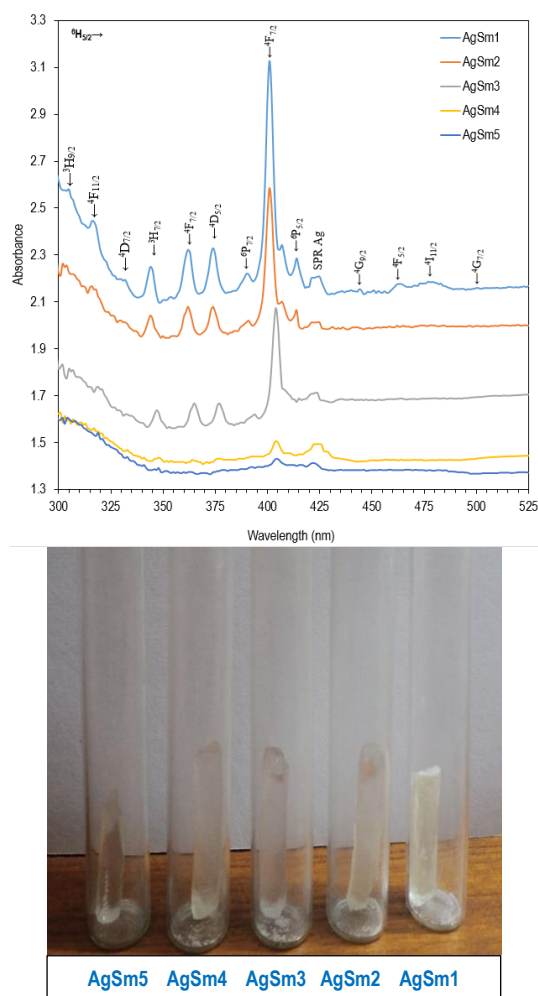 ⁶H₅/₂→
⁴F₇/₂
AgSm1
AgSm2
AgSm3
AgSm4
AgSm5
³H₉/₂
⁴F₁₁/₂
⁴D₇/₂
³H₇/₂
⁴F₇/₂
⁴D₅/₂
⁶P₇/₂
⁶P₅/₂
SPR Ag
⁴G₉/₂
⁴F₅/₂
⁴I₁₁/₂
⁴G₇/₂
Absorbance
3.3
3.1
2.9
2.7
2.5
2.3
2.1
1.9
1.7
1.5
1.3
300 325 350 375 400 425 450 475 500 525
Wavelength (nm)
AgSm5 AgSm4 AgSm3 AgSm2 AgSm1